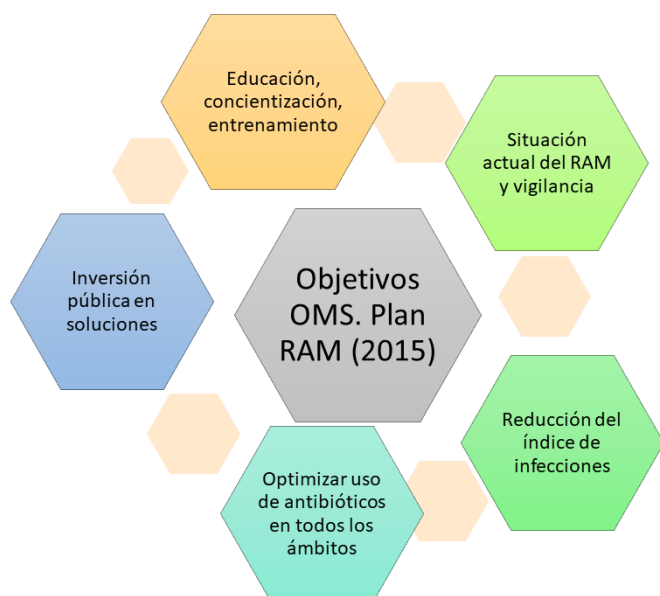 Educación,
concientización,
entrenamiento
Situación
actual del RAM
y vigilancia
Inversión
pública en
soluciones
Objetivos
OMS. Plan
RAM (2015)
Reducción del
índice de
infecciones
Optimizar uso
de antibióticos
en todos los
ámbitos